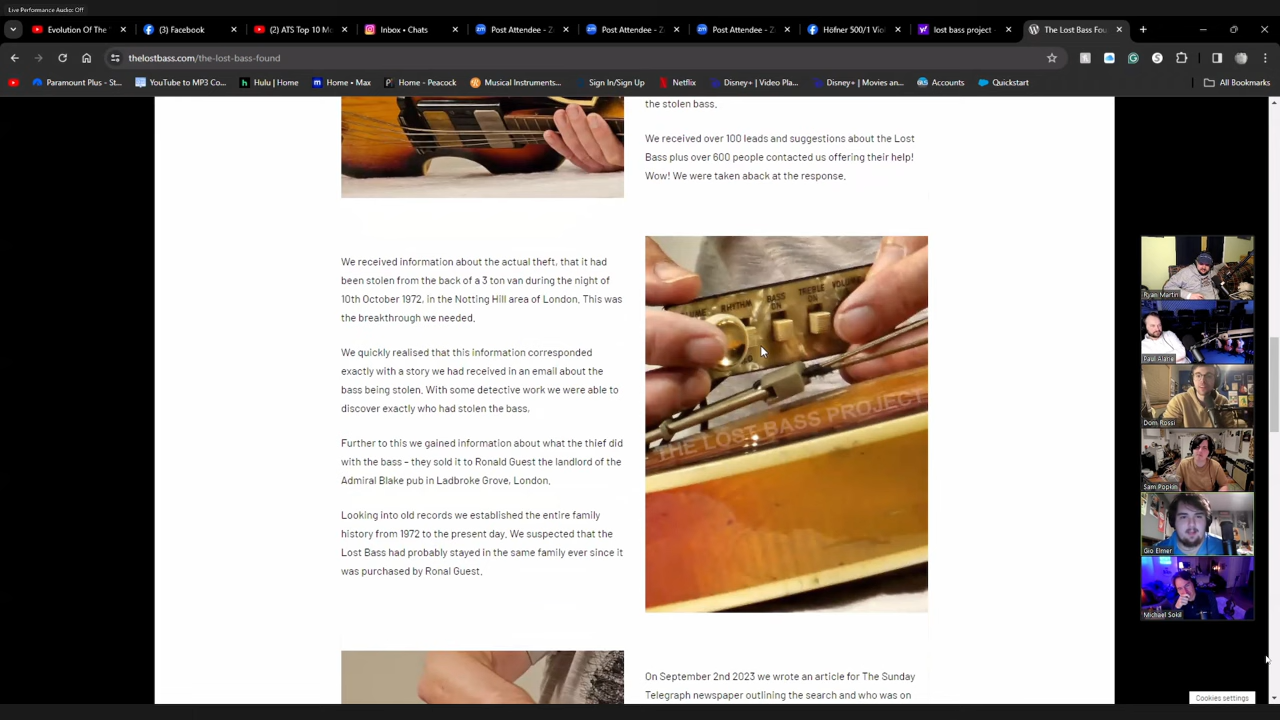 Live Performance Audio: Off
Evolution Of The
(3) Facebook
(2) ATS Top 10 Mo
Inbox • Chats
Post Attendee - Z
Post Attendee - Z
Post Attendee - Z
Höfner 500/1 Vio
lost bass project -
The Lost Bass Fou
thelostbass.com/the-lost-bass-found
Paramount Plus - St...
YouTube to MP3 Co...
Hulu | Home
Home • Max
Home - Peacock
Musical Instruments...
Sign In/Sign Up
Netflix
Disney+ | Video Pla...
Disney+ | Movies an...
Accounts
Quickstart
All Bookmarks
the stolen bass.
We received over 100 leads and suggestions about the Lost
Bass plus over 600 people contacted us offering their help!
Wow! We were taken aback at the response.
We received information about the actual theft, that it had
been stolen from the back of a 3 ton van during the night of
10th October 1972, in the Notting Hill area of London. This was
the breakthrough we needed.
We quickly realised that this information corresponded
exactly with a story we had received in an email about the
bass being stolen. With some detective work we were able to
discover exactly who had stolen the bass,
Further to this we gained information about what the thief did
with the bass – they sold it to Ronald Guest the landlord of the
Admiral Blake pub in Ladbroke Grove, London.
Looking into old records we established the entire family
history from 1972 to the present day. We suspected that the
Lost Bass had probably stayed in the same family ever since it
was purchased by Ronal Guest.
RHYTHM
BASS
ON
TREBLE
ON
VOLUME
THE LOST BASS PROJECT
On September 2nd 2023 we wrote an article for The Sunday
Telegraph newspaper outlining the search and who was on
Ryan Martin
Paul Alarie
Dom Rossi
Sam Popkin
Gio Elmer
Michael Sokil
Cookies settings